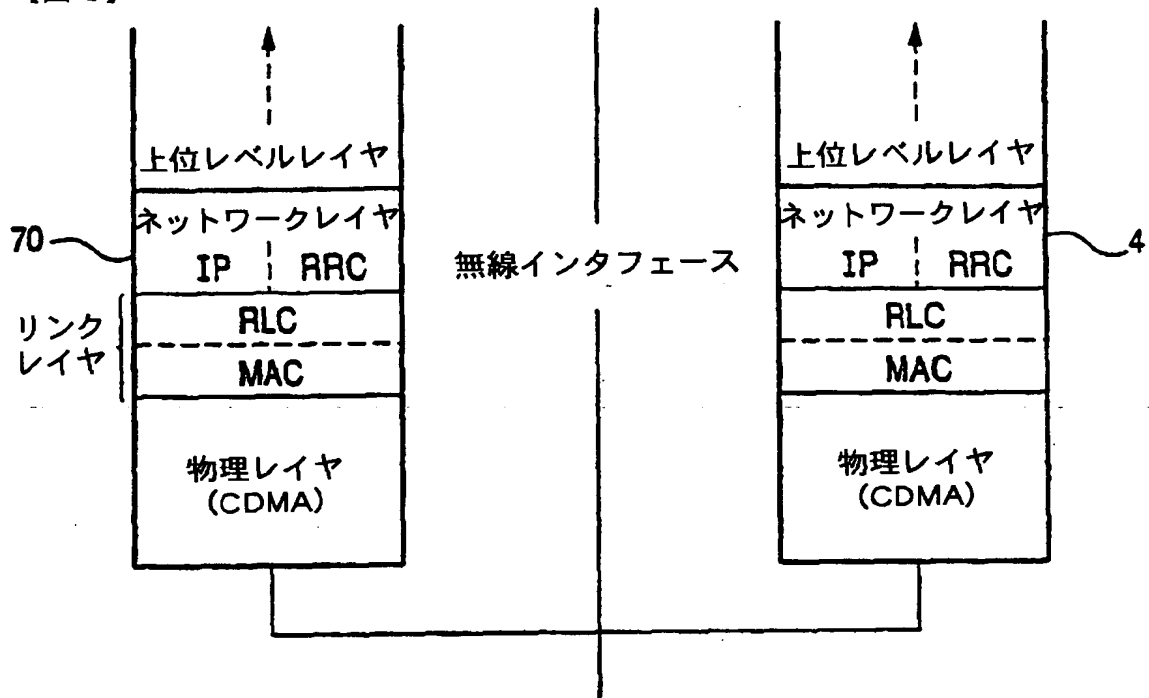 上位レベルレイヤ
ネットワークレイヤ
IP RRC
RLC
MAC
物理レイヤ
(CDMA)
70
リンク
レイヤ
無線インタフェース
上位レベルレイヤ
ネットワークレイヤ
IP RRC
RLC
MAC
物理レイヤ
(CDMA)
4